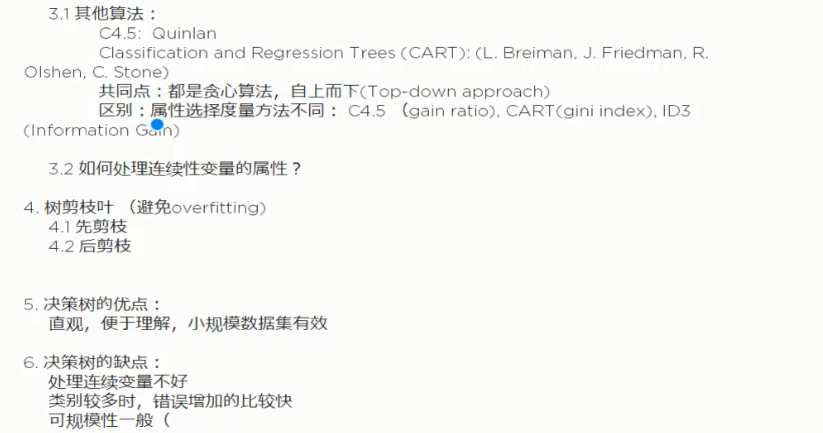 3.1 其他算法：
C4.5: Quinlan
Classification and Regression Trees (CART): (L. Breiman, J. Friedman, R.
Olshen, C. Stone)
共同点：都是贪心算法，自上而下(Top-down approach)
区别：属性选择度量方法不同： C4.5 （gain ratio), CART(gini index), ID3
(Information Gain)
3.2 如何处理连续性变量的属性？
4. 树剪枝叶 （避免overfitting)
4.1 先剪枝
4.2 后剪枝
5. 决策树的优点：
直观，便于理解，小规模数据集有效
6. 决策树的缺点：
处理连续变量不好
类别较多时，错误增加的比较快
可规模性一般（